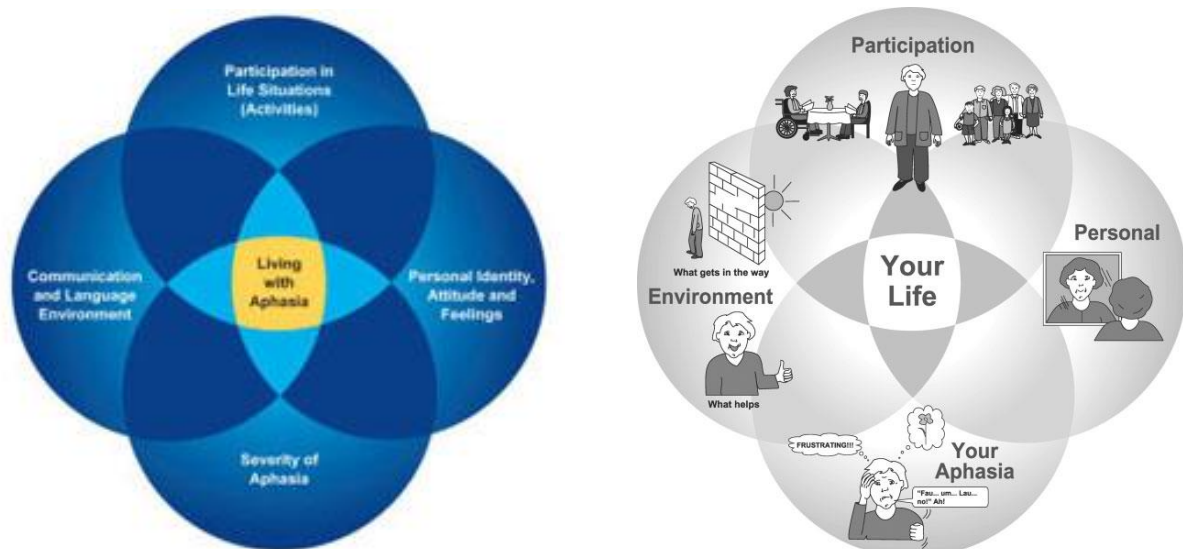 Participation in
Life Situations
(Activities)
Communication
and Language
Environment
Living
with
Aphasia
Personal Identity,
Attitude and
Feelings
Severity of
Aphasia
Participation
What gets in the way
Environment
What helps
Your
Life
Personal
FRUSTRATING!!!
Your
Aphasia
"Fau... um... Lau...
no!" Ah!